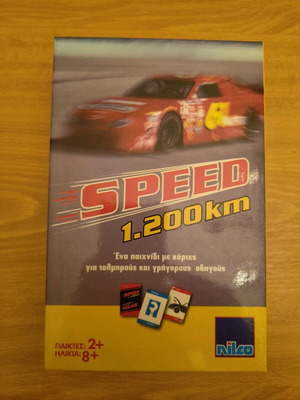 SPEED
1.200km
Ένα παιχνίδι με κάρτες
για τολμηρούς και γρήγορους οδηγούς
ΠΑΙΚΤΕΣ: 2+
ΗΛΙΚΙΑ: 8+
nilco